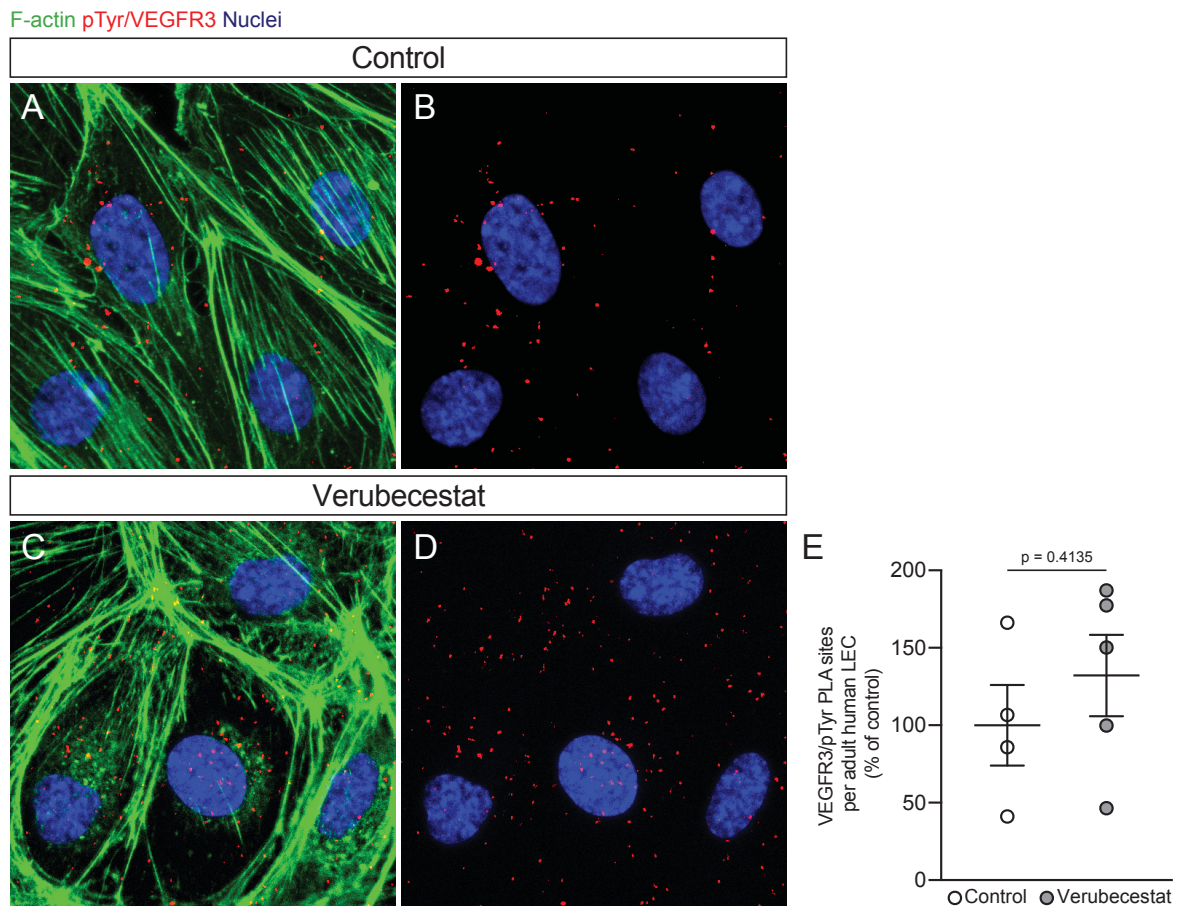 F-actin pTyr/VEGFR3 Nuclei
Control
A
B
Verubecestat
C
D
E
p = 0.4135
200
150
100
50
0
VEGFR3/pTyr PLA sites
per adult human LEC
(% of control)
Control
Verubecestat